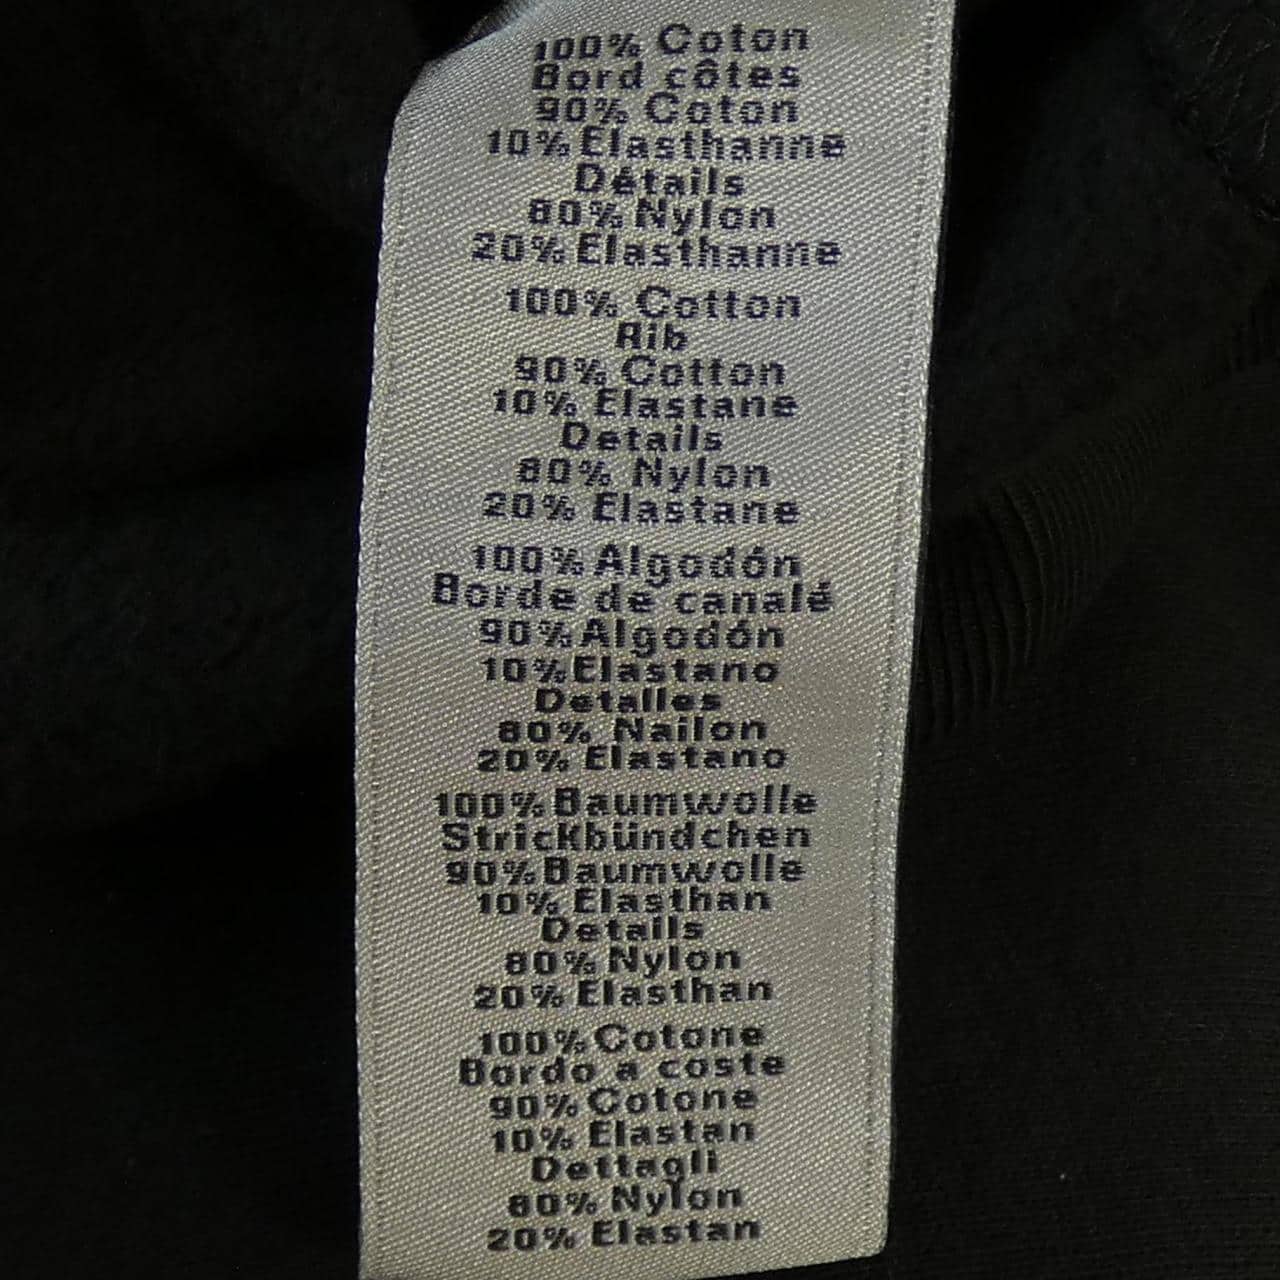 100% Coton
Bord côtes
90% Coton
10% Elasthanne
Détails
80% Nylon
20% Elasthanne
100% Cotton
Rib
90% Cotton
10% Elastane
Details
80% Nylon
20% Elastane
100% Algodón
Borde de canalé
90% Algodón
10% Elastano
Detalles
80% Nailon
20% Elastano
100% Baumwolle
Strickbündchen
90% Baumwolle
10% Elasthan
Details
80% Nylon
20% Elasthan
100% Cotone
Bordo a coste
90% Cotone
10% Elastan
Dettagli
80% Nylon
20% Elastan